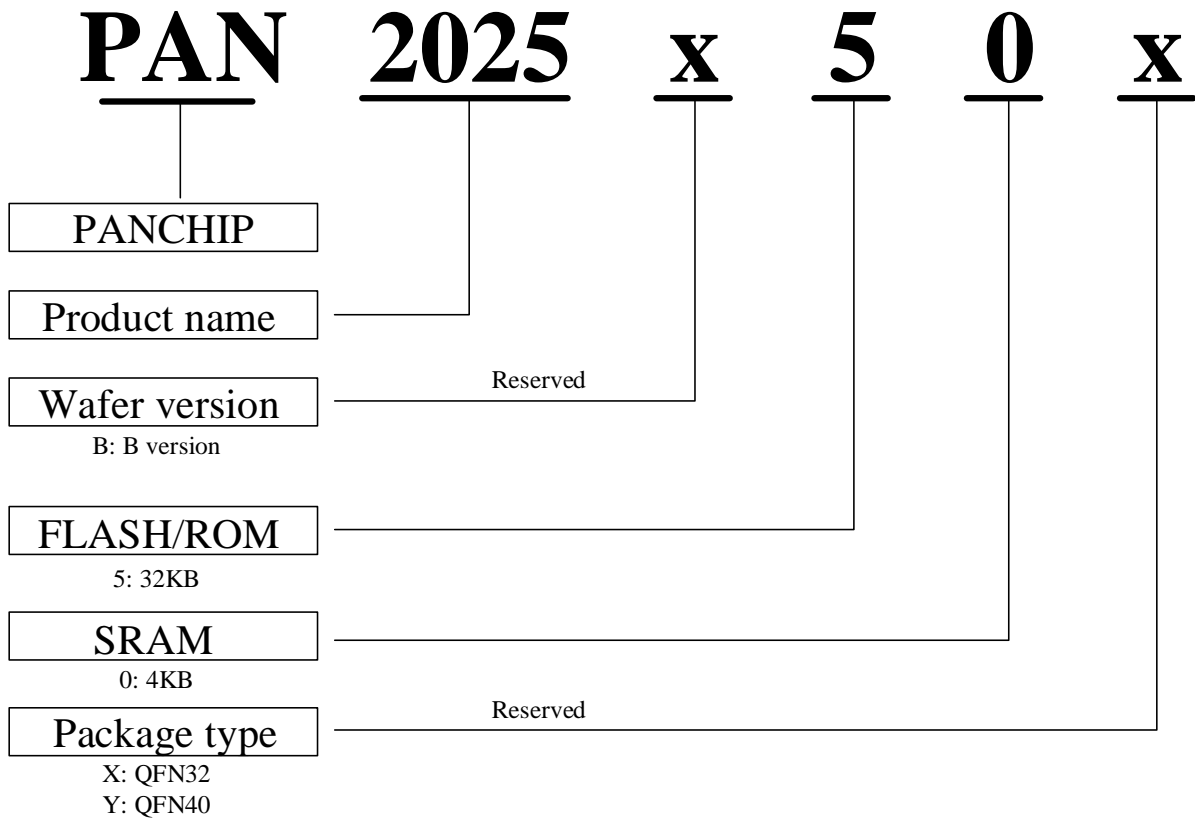 PAN 2025 x 5 0 x
PANCHIP
Product name
Reserved
Wafer version
B: B version
FLASH/ROM
5: 32KB
SRAM
0: 4KB
Reserved
Package type
X: QFN32
Y: QFN40